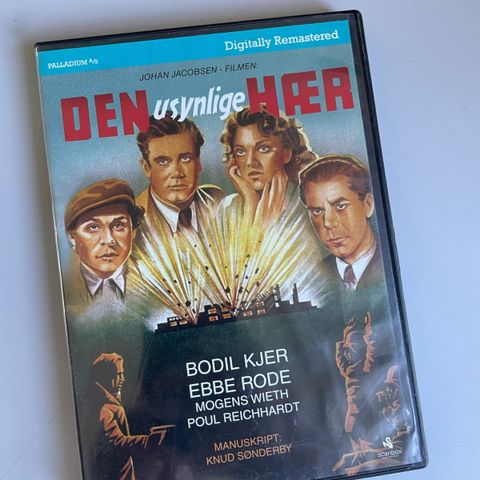 PALLADIUM A/S
Digitally Remastered
JOHAN JACOBSEN - FILMEN:
DEN usynlige HÆR
BODIL KJER
EBBE RODE
MOGENS WIETH
POUL REICHHARDT
MANUSKRIPT:
KNUD SØNDERBY
scanbox